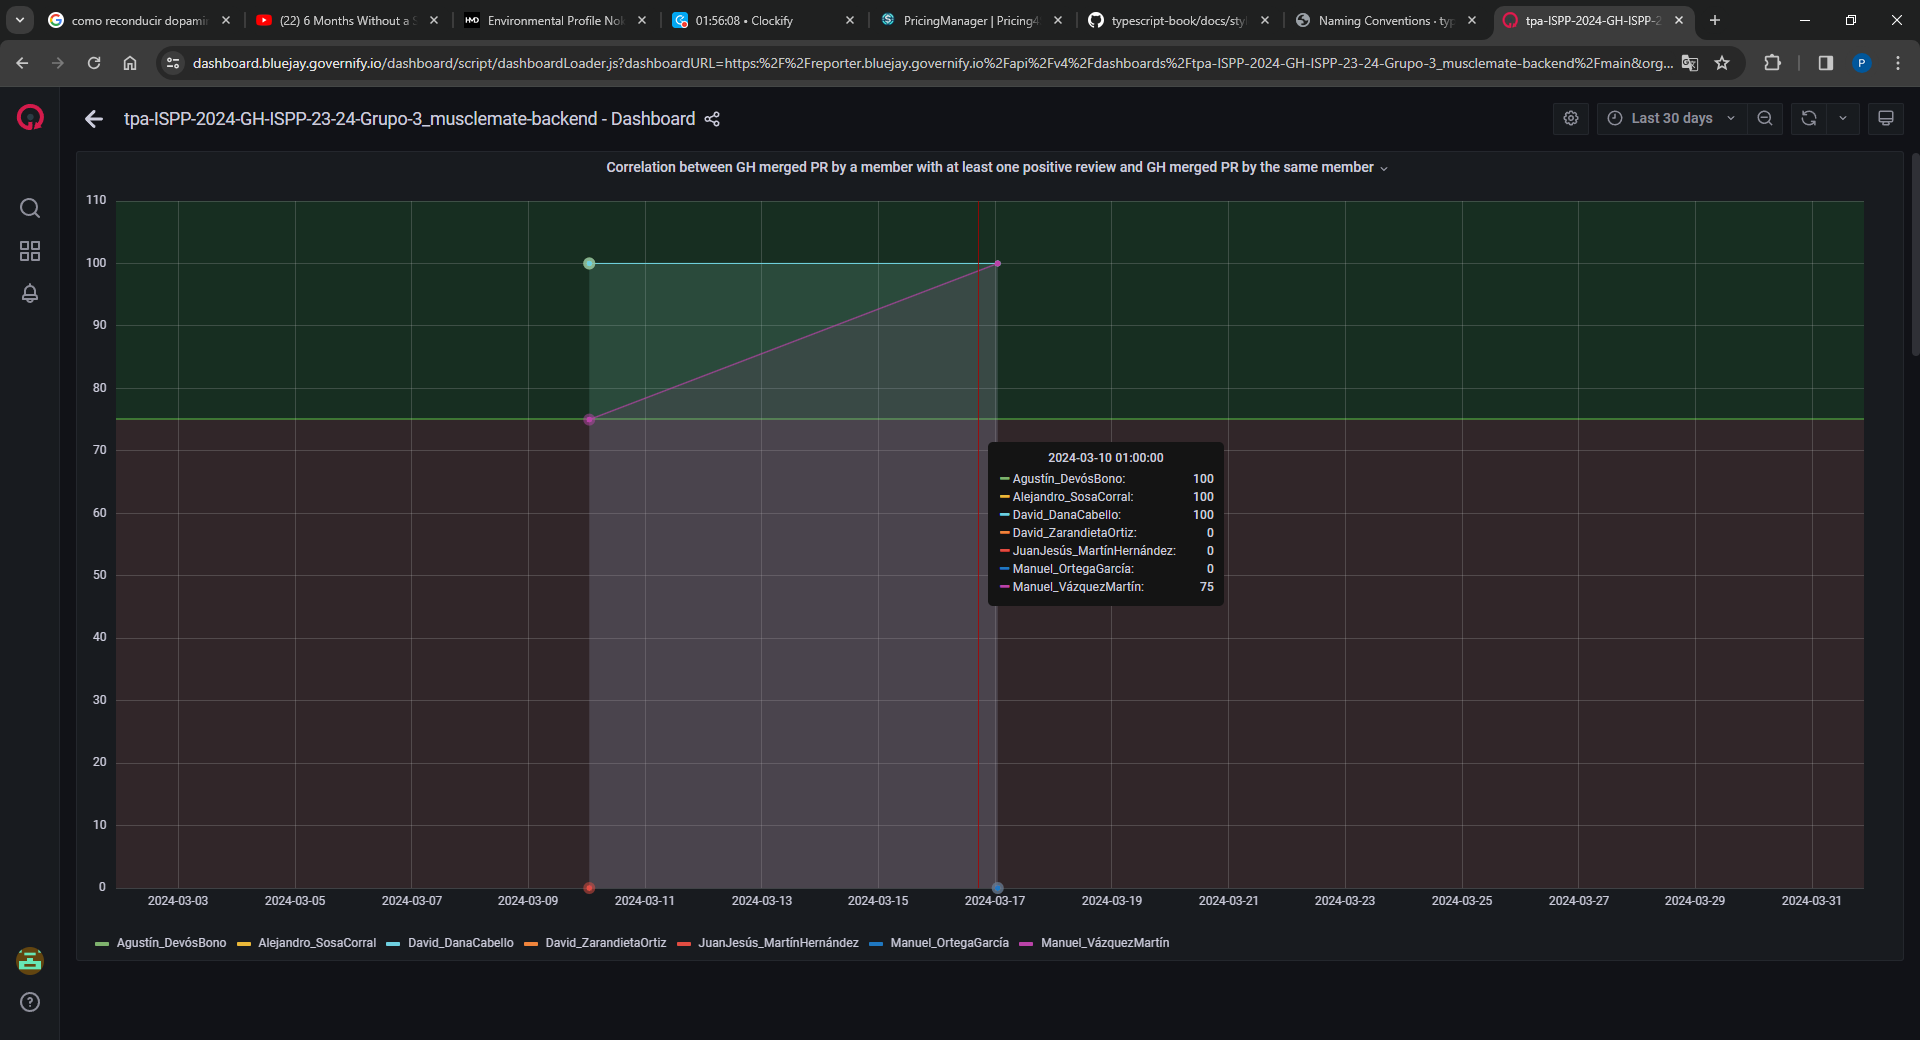 como reconducir dopami
(22) 6 Months Without a S
HMD Environmental Profile Nok
01:56:08 • Clockify
PricingManager | Pricing4
typescript-book/docs/sty
Naming Conventions · typ
tpa-ISPP-2024-GH-ISPP-2
dashboard.bluejay.governify.io/dashboard/script/dashboardLoader.js?dashboardURL=https:%2F%2Freporter.bluejay.governify.io%2Fapi%2Fv4%2Fdashboards%2Ftpa-ISPP-2024-GH-ISPP-23-24-Grupo-3_musclemate-backend%2Fmain&org...
P
tpa-ISPP-2024-GH-ISPP-23-24-Grupo-3_musclemate-backend - Dashboard
Last 30 days
Correlation between GH merged PR by a member with at least one positive review and GH merged PR by the same member
110
100
90
80
70
60
50
40
30
20
10
0
2024-03-10 01:00:00
Agustín_DevósBono: 100
Alejandro_SosaCorral: 100
David_DanaCabello: 100
David_ZarandietaOrtiz: 0
JuanJesús_MartínHernández: 0
Manuel_OrtegaGarcía: 0
Manuel_VázquezMartín: 75
2024-03-03 2024-03-05 2024-03-07 2024-03-09 2024-03-11 2024-03-13 2024-03-15 2024-03-17 2024-03-19 2024-03-21 2024-03-23 2024-03-25 2024-03-27 2024-03-29 2024-03-31
Agustín_DevósBono Alejandro_SosaCorral David_DanaCabello David_ZarandietaOrtiz JuanJesús_MartínHernández Manuel_OrtegaGarcía Manuel_VázquezMartín